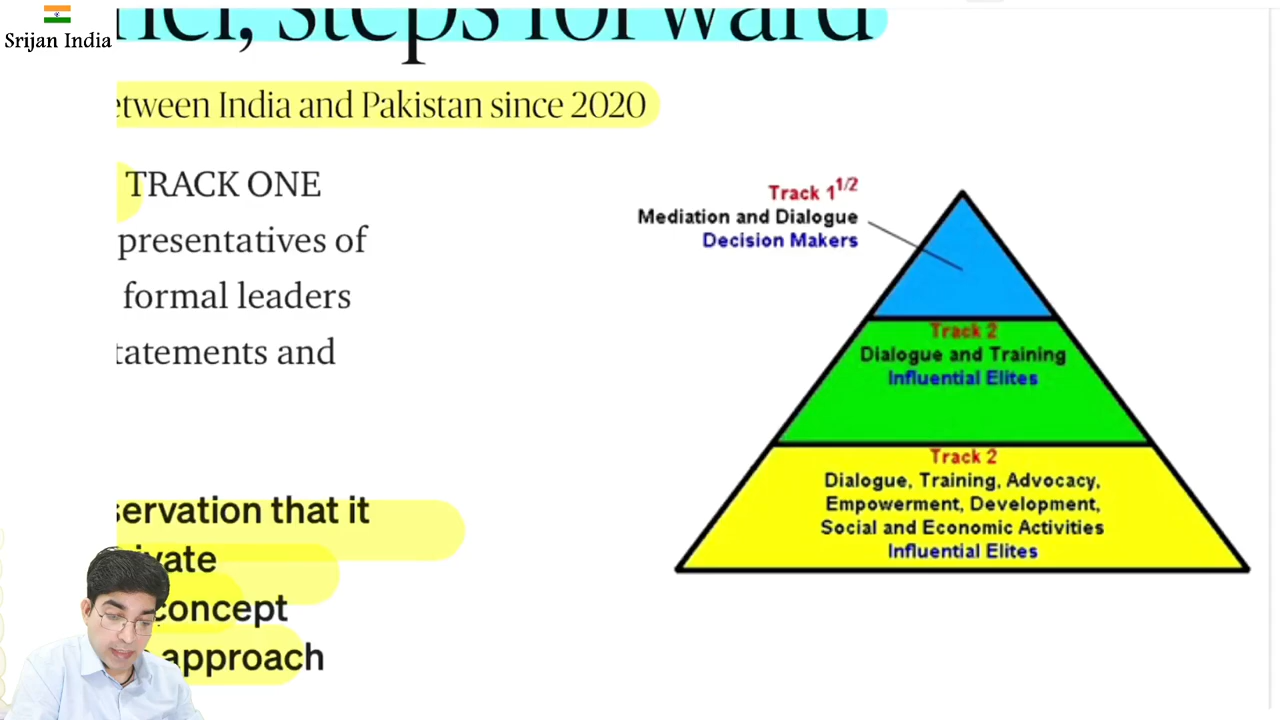 Srijan India
steps forward
between India and Pakistan since 2020
TRACK ONE
presentatives of
formal leaders
tatements and
servation that it
ivate
concept
approach
Track 1 1/2
Mediation and Dialogue
Decision Makers
Track 2
Dialogue and Training
Influential Elites
Track 2
Dialogue, Training, Advocacy,
Empowerment, Development,
Social and Economic Activities
Influential Elites